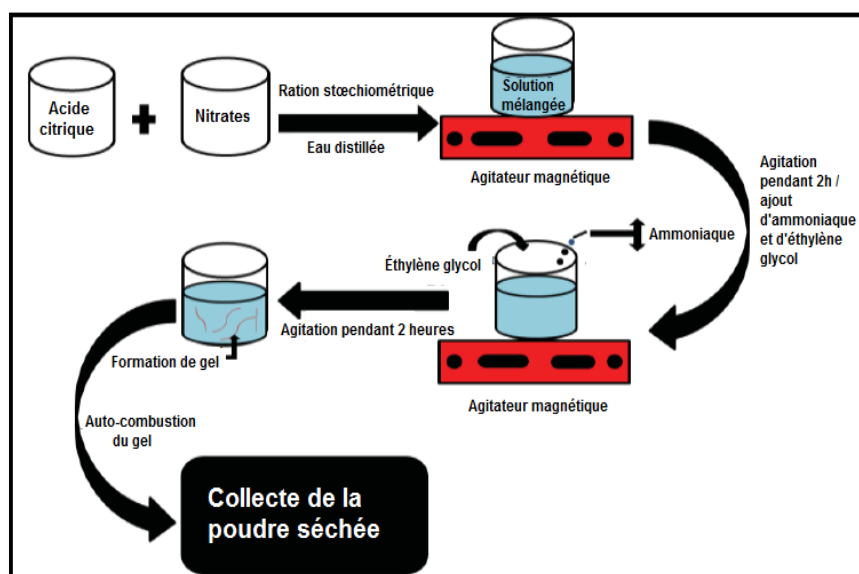 Acide
citrique
Nitrates
Ration stœchiométrique
Eau distillée
Solution
mélangée
Agitateur magnétique
Agitation
pendant 2h /
ajout
d'ammoniaque
et d'éthylène
glycol
Ammoniaque
Éthylène glycol
Agitateur magnétique
Agitation pendant 2 heures
Formation de gel
Auto-combustion
du gel
Collecte de la
poudre séchée